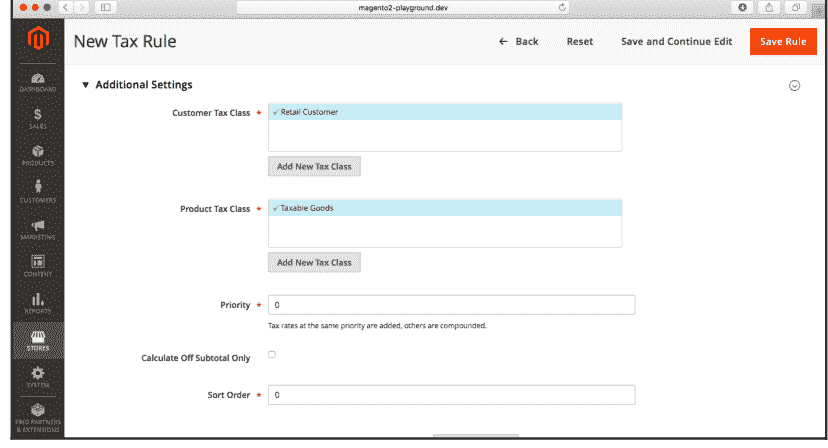 magento2-playground.dev
New Tax Rule
← Back Reset Save and Continue Edit Save Rule
Additional Settings
DASHBOARD
SALES
PRODUCTS
CUSTOMERS
MARKETING
CONTENT
REPORTS
STORES
SYSTEM
FIND PARTNERS
& EXTENSIONS
Customer Tax Class * ✓ Retail Customer
Add New Tax Class
Product Tax Class * ✓ Taxable Goods
Add New Tax Class
Priority * 0
Tax rates at the same priority are added, others are compounded.
Calculate Off Subtotal Only
Sort Order * 0